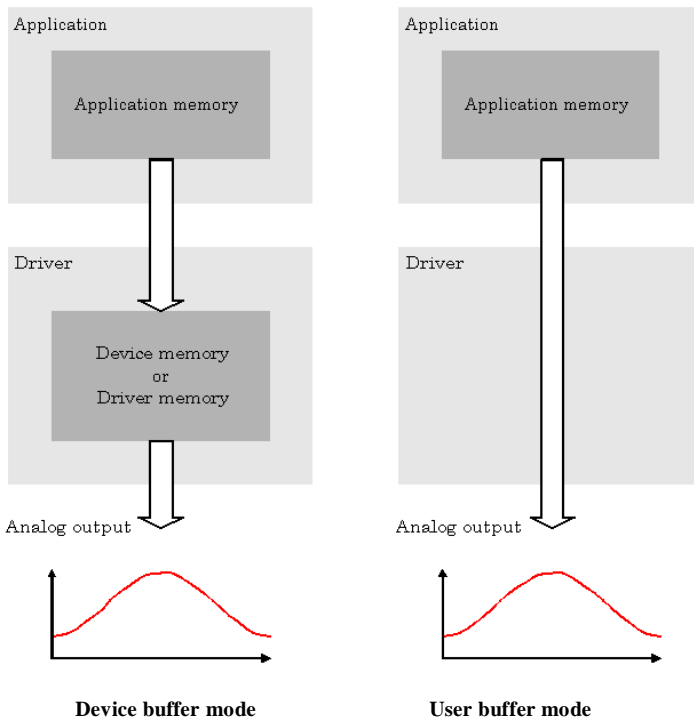 Application
Application memory
Driver
Device memory
or
Driver memory
Analog output
Device buffer mode
Application
Application memory
Driver
Analog output
User buffer mode